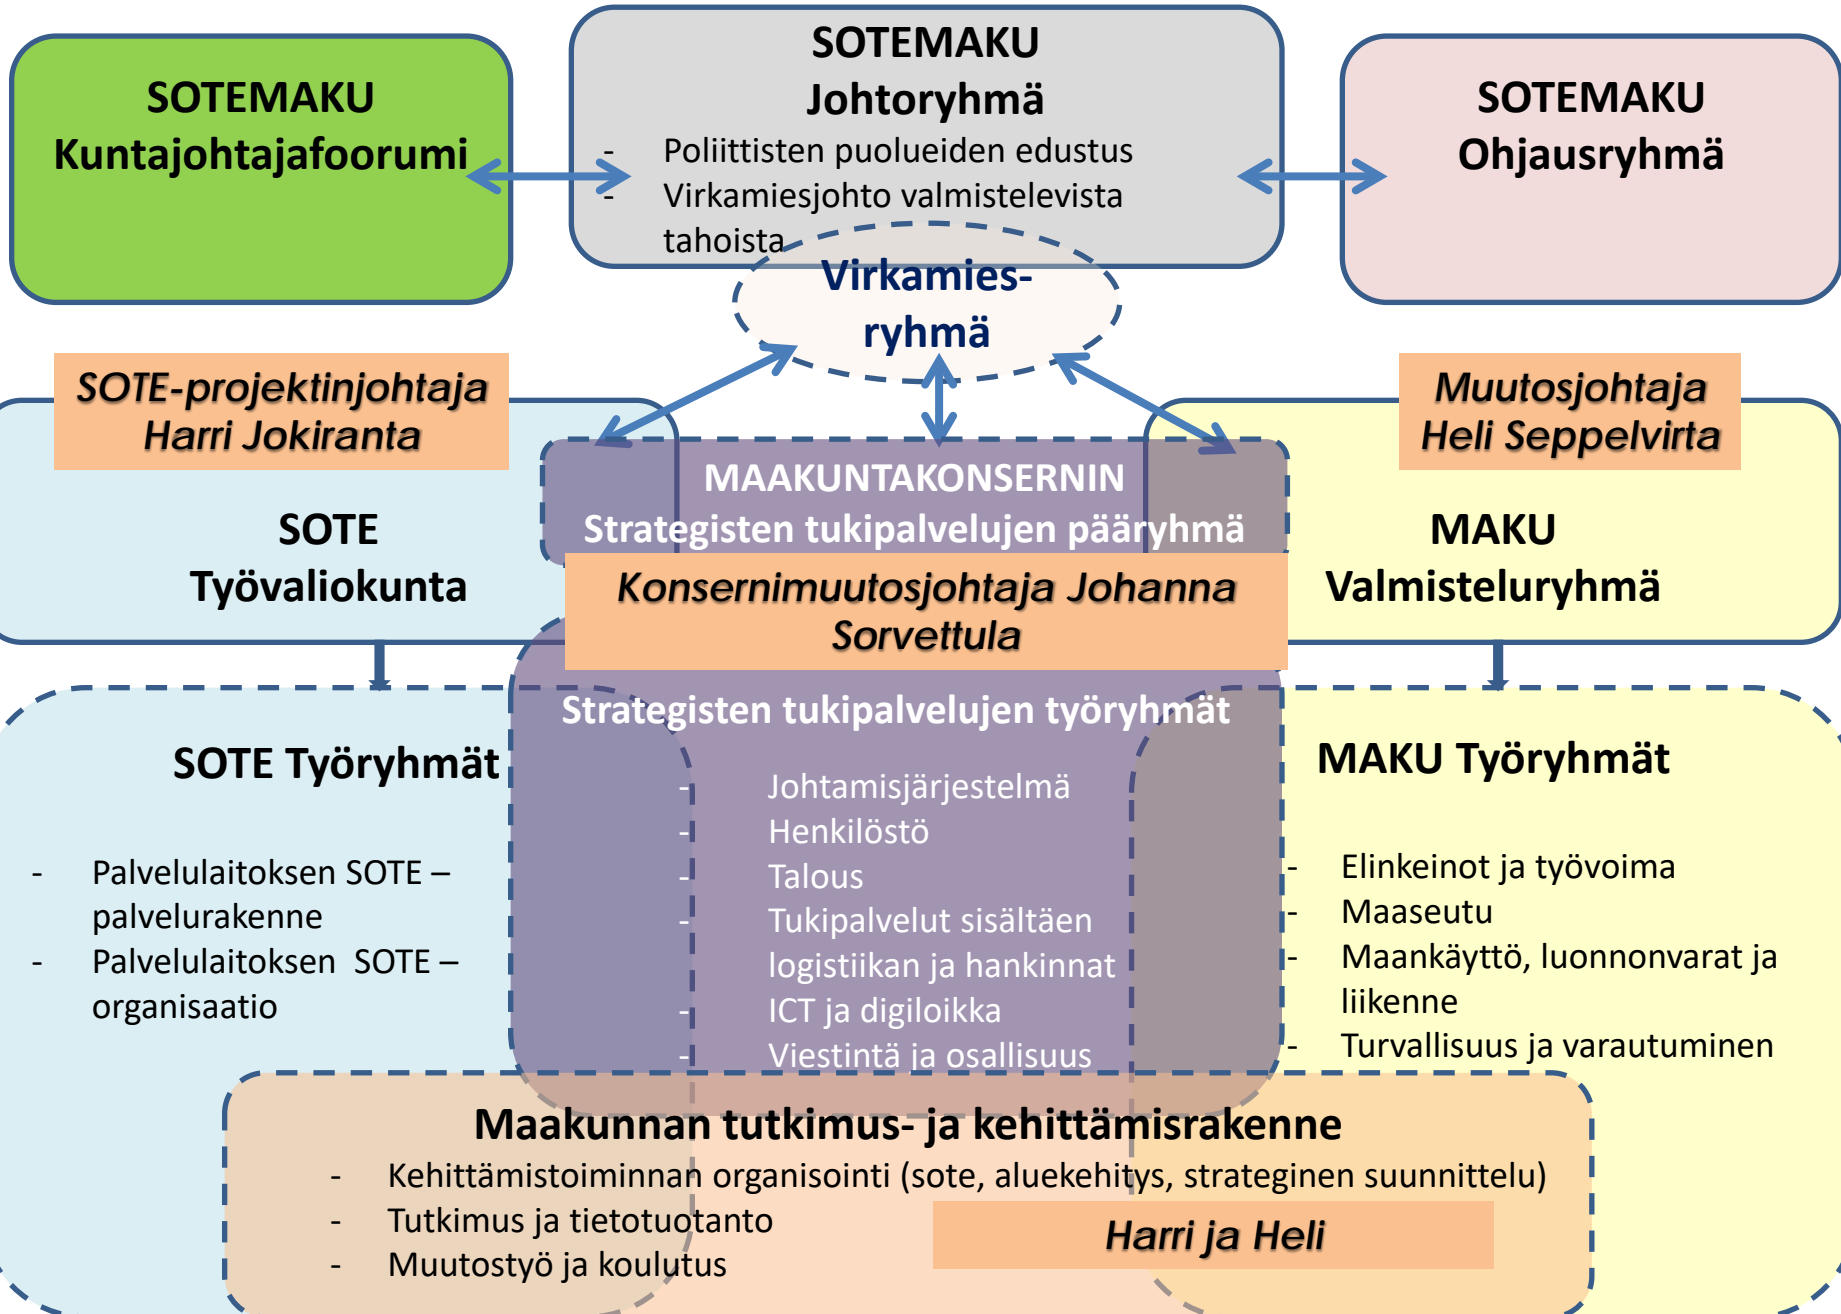 SOTEMAKU
Kuntajohtajafoorumi
SOTEMAKU
Johtoryhmä
- Poliittisten puolueiden edustus
- Virkamiesjohto valmistelevista
tahoista
SOTEMAKU
Ohjausryhmä
Virkamies-
ryhmä
SOTE-projektinjohtaja
Harri Jokiranta
Muutosjohtaja
Heli Seppelvirta
SOTE
Työvaliokunta
MAAKUNTAKONSERNIN
Strategisten tukipalvelujen pääryhmä
Konsernimuutosjohtaja Johanna
Sorvettula
MAKU
Valmisteluryhmä
SOTE Työryhmät
- Palvelulaitoksen SOTE –
palvelurakenne
- Palvelulaitoksen SOTE –
organisaatio
Strategisten tukipalvelujen työryhmät
- Johtamisjärjestelmä
- Henkilöstö
- Talous
- Tukipalvelut sisältäen
logistiikan ja hankinnat
- ICT ja digiloikka
- Viestintä ja osallisuus
MAKU Työryhmät
- Elinkeinot ja työvoima
- Maaseutu
- Maankäyttö, luonnonvarat ja
liikenne
- Turvallisuus ja varautuminen
Maakunnan tutkimus- ja kehittämisrakenne
- Kehittämistoiminnan organisointi (sote, aluekehitys, strateginen suunnittelu)
- Tutkimus ja tietotuotanto
- Muutostyö ja koulutus
Harri ja Heli